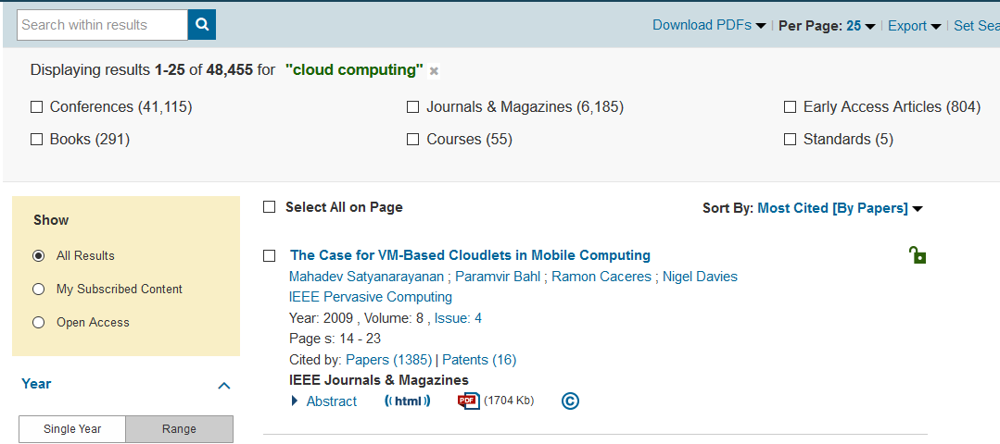 Search within results
Download PDFs | Per Page: 25 | Export | Set Sea
Displaying results 1-25 of 48,455 for "cloud computing" ×
Conferences (41,115) Journals & Magazines (6,185) Early Access Articles (804)
Books (291) Courses (55) Standards (5)
Show
All Results
My Subscribed Content
Open Access
Year
Single Year Range
Select All on Page Sort By: Most Cited [By Papers]
The Case for VM-Based Cloudlets in Mobile Computing
Mahadev Satyanarayanan ; Paramvir Bahl ; Ramon Caceres ; Nigel Davies
IEEE Pervasive Computing
Year: 2009 , Volume: 8 , Issue: 4
Page s: 14 - 23
Cited by: Papers (1385) | Patents (16)
IEEE Journals & Magazines
Abstract ((html)) PDF (1704 Kb) ©